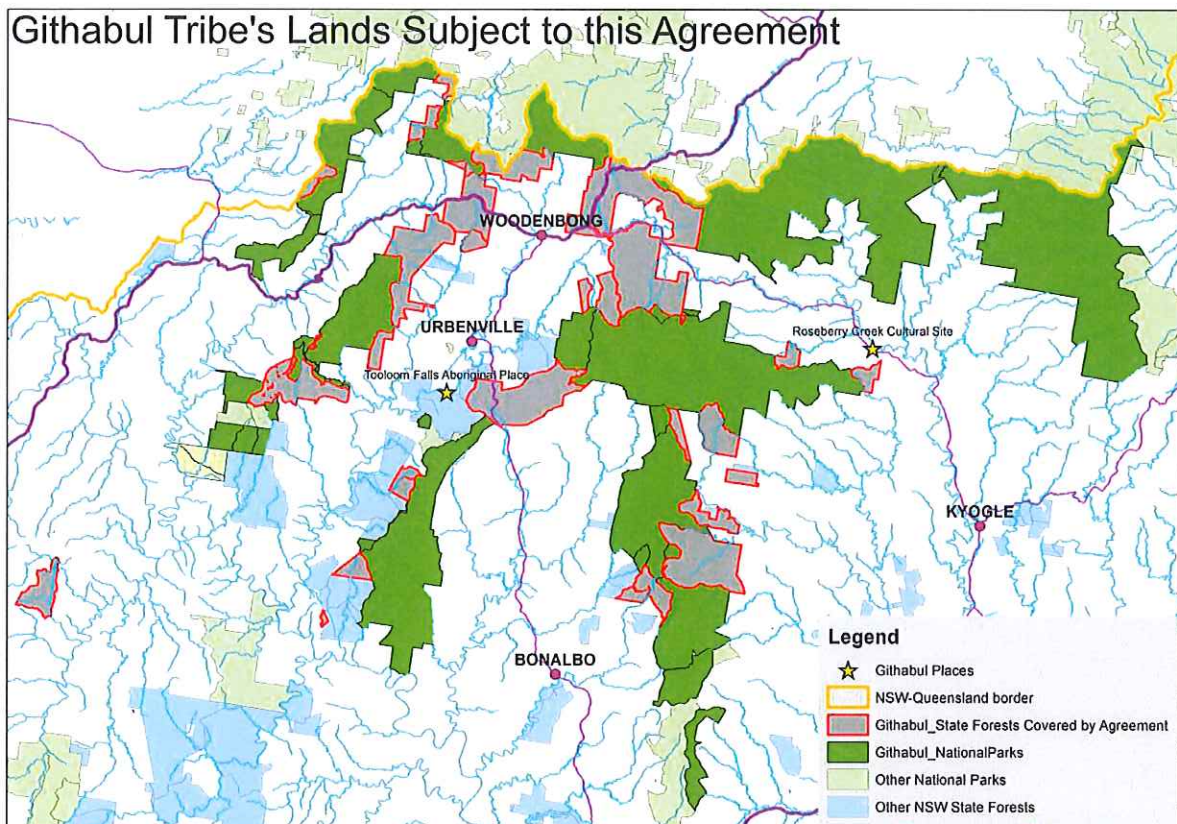 Githabul Tribe's Lands Subject to this Agreement
WOODENBONG
URBENVILLE
Roseberry Creek Cultural Site
Tooloom Falls Aboriginal Place
KYOGLE
BONALBO
Legend
Githabul Places
NSW-Queensland border
Githabul_State Forests Covered by Agreement
Githabul_NationalParks
Other National Parks
Other NSW State Forests